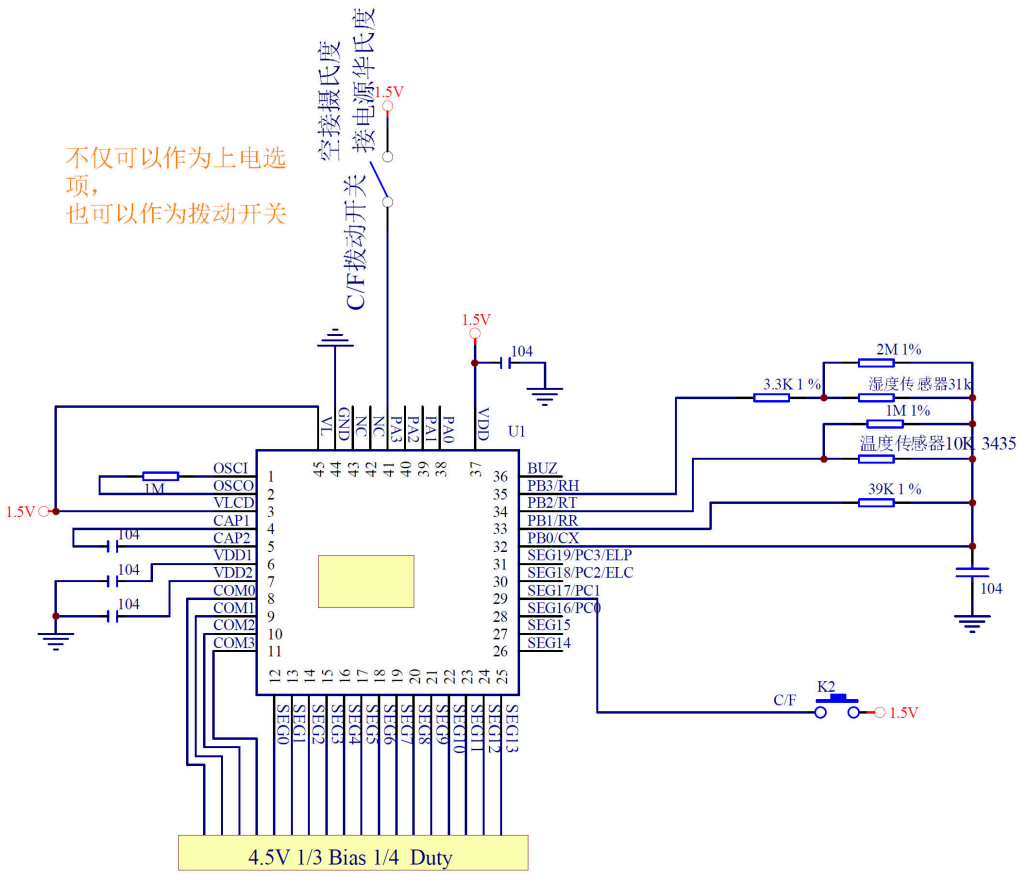 空接摄氏度
接电源华氏度
1.5V
不仅可以作为上电选
项，
也可以作为拨动开关
C/F拨动开关
1.5V
104
2M 1%
3.3K 1%
湿度传感器31k
1M 1%
温度传感器10K 3435
39K 1%
104
VL
GND
NC
NC
PA3
PA2
PA1
PA0
VDD
U1
45
44
43
42
41
40
39
38
37
OSCI
OSCO
VLCD
CAP1
CAP2
VDD1
VDD2
COM0
COM1
COM2
COM3
1
2
3
4
5
6
7
8
9
10
11
1M
1.5V
104
104
104
36
35
34
33
32
31
30
29
28
27
26
BUZ
PB3/RH
PB2/RT
PB1/RR
PB0/CX
SEG19/PC3/ELP
SEG18/PC2/ELC
SEG17/PC1
SEG16/PC0
SEG15
SEG14
12
13
14
15
16
17
18
19
20
21
22
23
24
25
SEG0
SEG1
SEG2
SEG3
SEG4
SEG5
SEG6
SEG7
SEG8
SEG9
SEG10
SEG11
SEG12
SEG13
C/F
K2
1.5V
4.5V 1/3 Bias 1/4 Duty